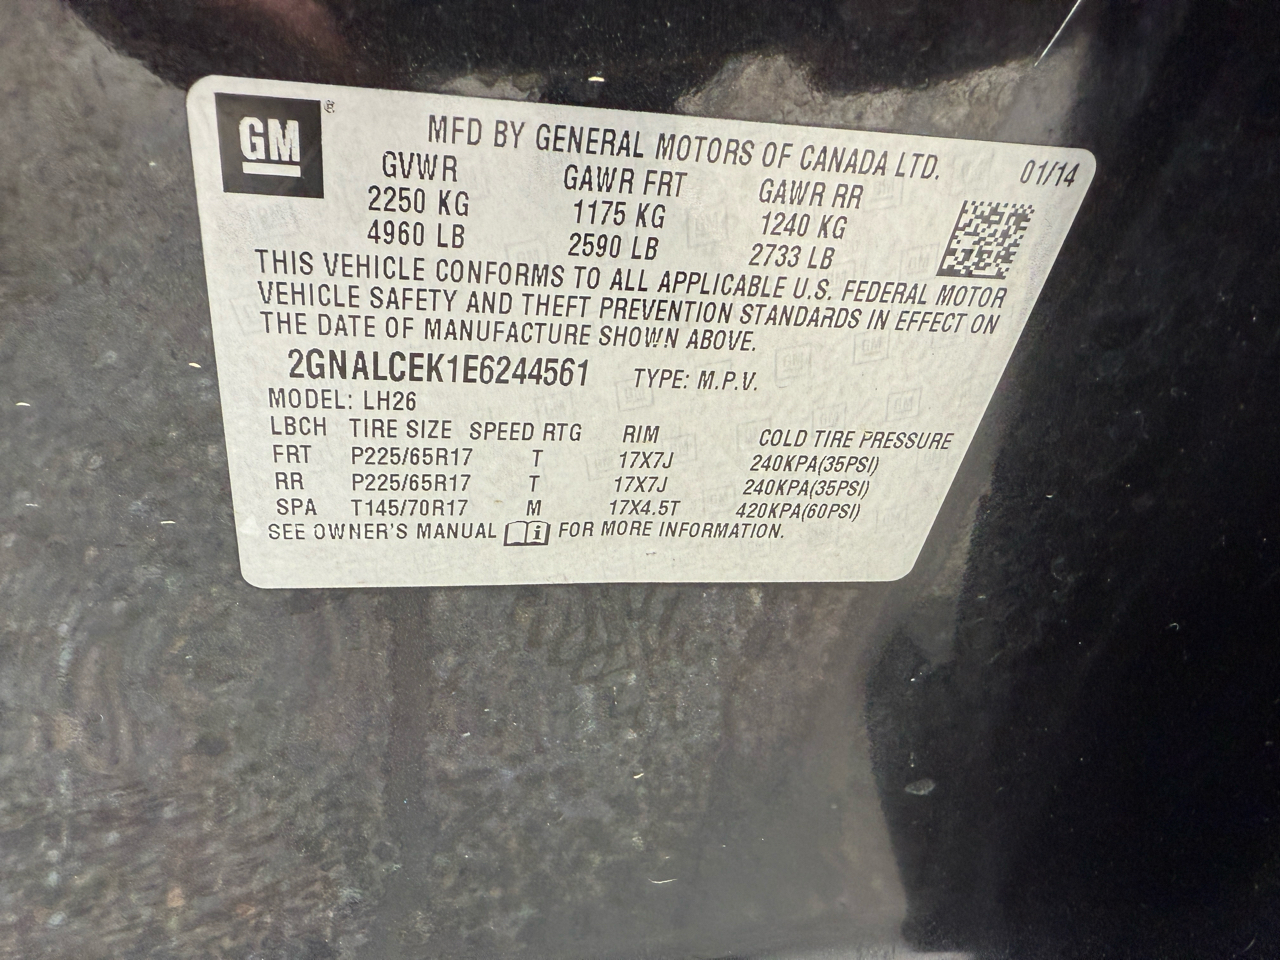 GM ®
MFD BY GENERAL MOTORS OF CANADA LTD. 01/14
GVWR GAWR FRT GAWR RR
2250 KG 1175 KG 1240 KG
4960 LB 2590 LB 2733 LB
THIS VEHICLE CONFORMS TO ALL APPLICABLE U.S. FEDERAL MOTOR
VEHICLE SAFETY AND THEFT PREVENTION STANDARDS IN EFFECT ON
THE DATE OF MANUFACTURE SHOWN ABOVE.
2GNALCEK1E6244561 TYPE: M.P.V.
MODEL: LH26
LBCH TIRE SIZE SPEED RTG RIM COLD TIRE PRESSURE
FRT P225/65R17 T 17X7J 240KPA(35PSI)
RR P225/65R17 T 17X7J 240KPA(35PSI)
SPA T145/70R17 M 17X4.5T 420KPA(60PSI)
SEE OWNER'S MANUAL i FOR MORE INFORMATION.